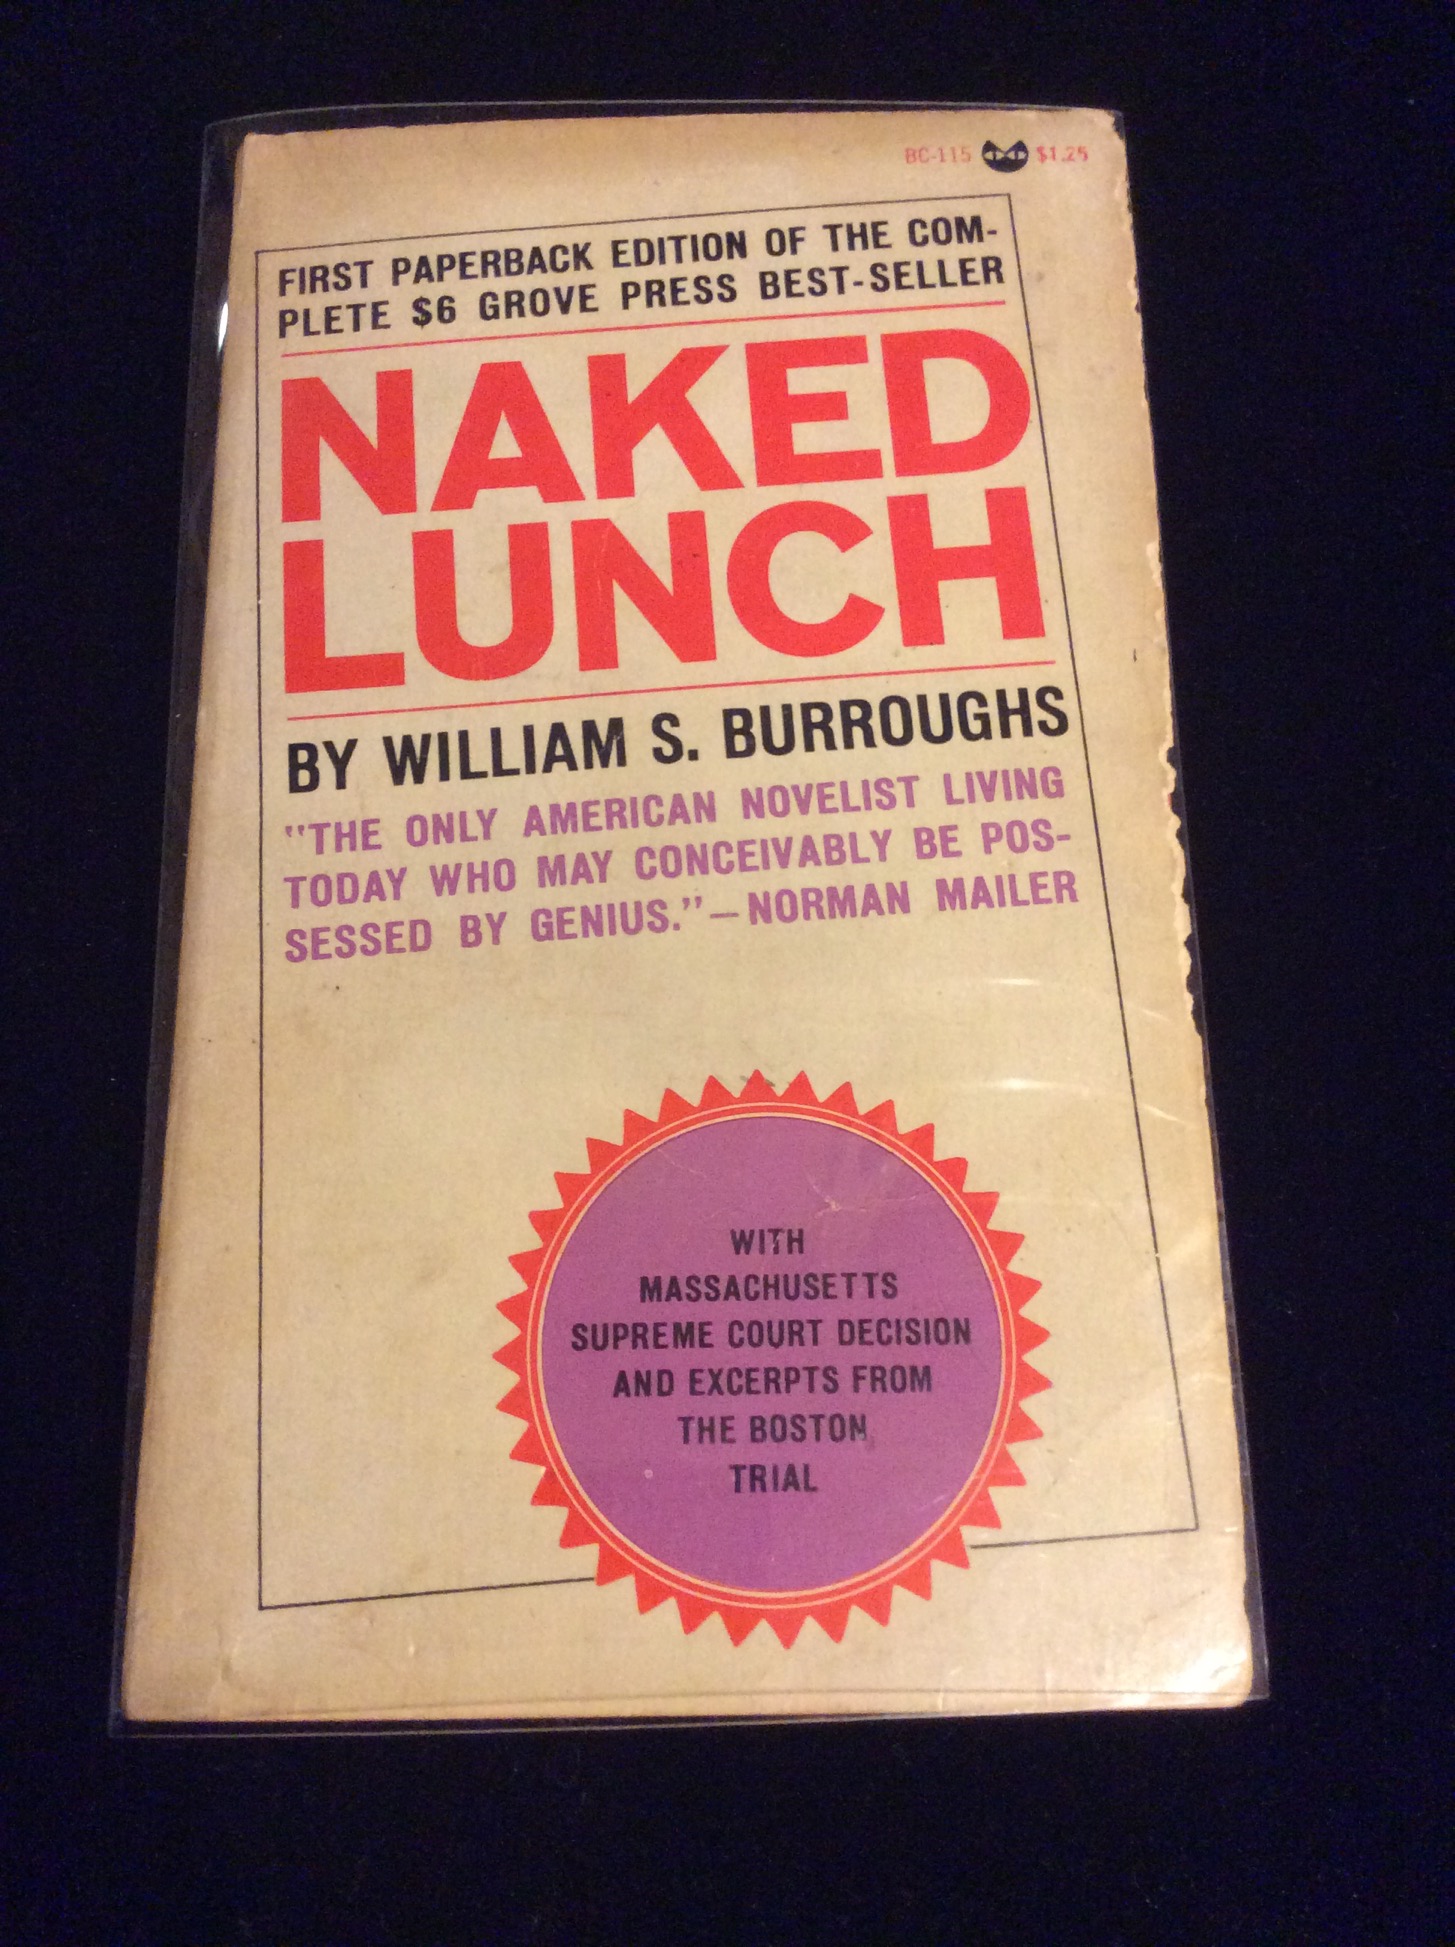 BC-115 $1.25
FIRST PAPERBACK EDITION OF THE COM-
PLETE $6 GROVE PRESS BEST-SELLER
NAKED
LUNCH
BY WILLIAM S. BURROUGHS
"THE ONLY AMERICAN NOVELIST LIVING
TODAY WHO MAY CONCEIVABLY BE POS-
SESSED BY GENIUS."—NORMAN MAILER
WITH
MASSACHUSETTS
SUPREME COURT DECISION
AND EXCERPTS FROM
THE BOSTON
TRIAL